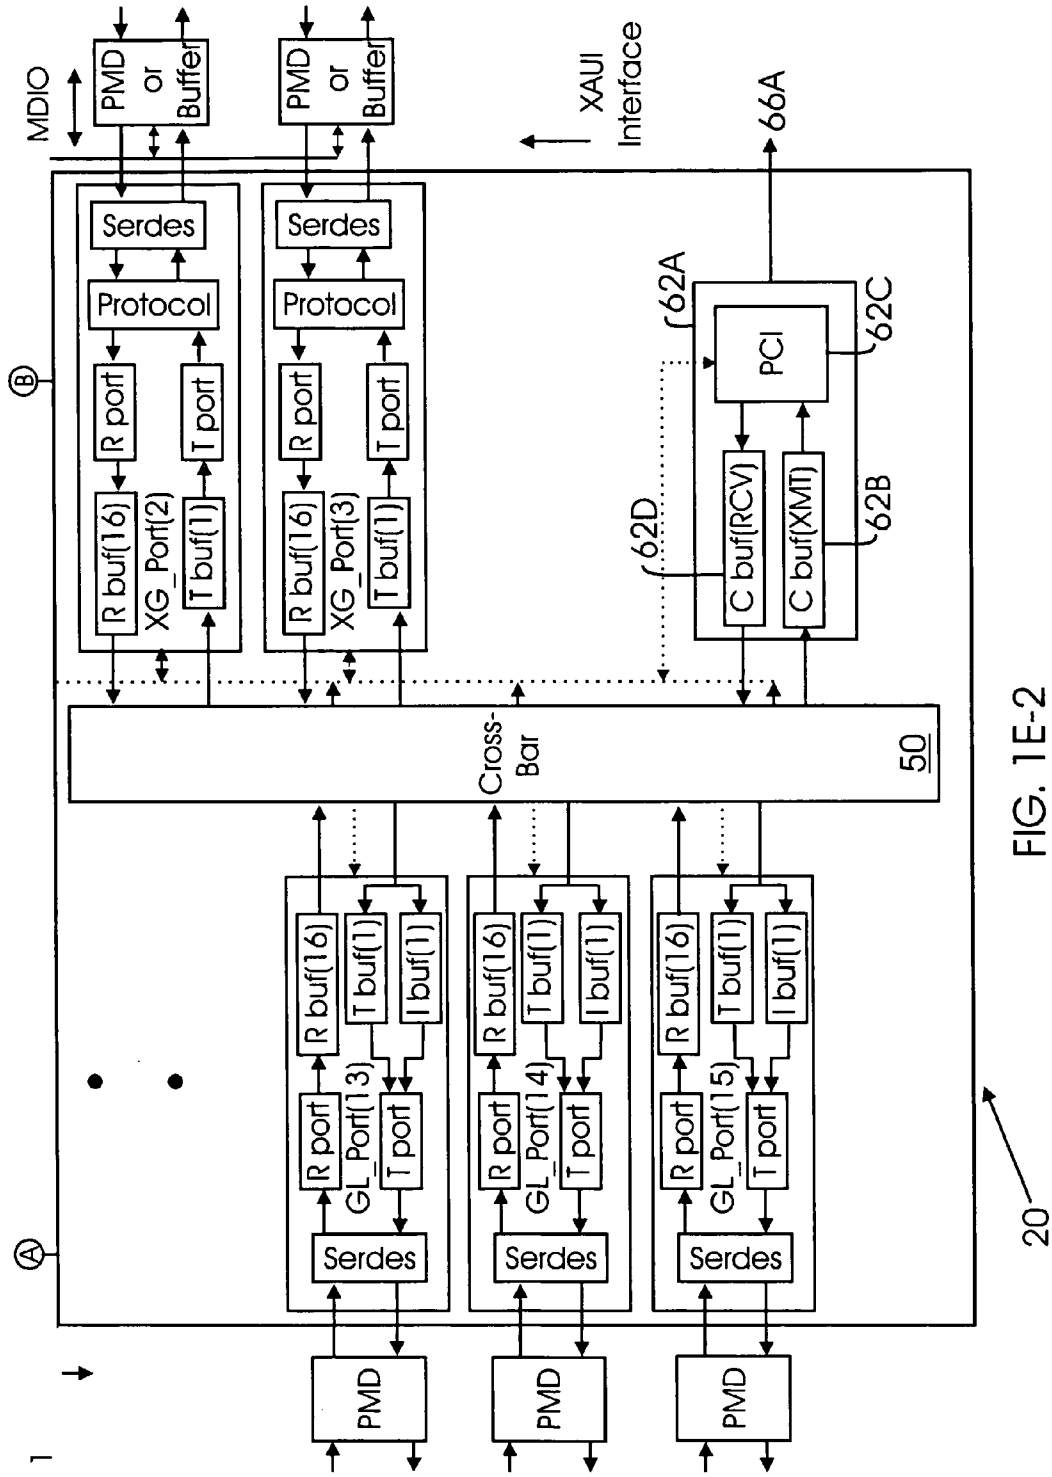 1
A
B
MDIO
PMD
or
Buffer
PMD
or
Buffer
XAUI
Interface
Serdes
Protocol
R port
T port
R buf(16)
XG_Port(2)
T buf(1)
Serdes
Protocol
R port
T port
R buf(16)
XG_Port(3)
T buf(1)
66A
62A
PCI
62C
62D
C buf(RCV)
C buf(XMT)
62B
Cross-
Bar
50
R buf(16)
T buf(1)
I buf(1)
R port
GL_Port(13)
T port
Serdes
PMD
R buf(16)
T buf(1)
I buf(1)
R port
GL_Port(14)
T port
Serdes
PMD
R buf(16)
T buf(1)
I buf(1)
R port
GL_Port(15)
T port
Serdes
PMD
20
FIG. 1E-2